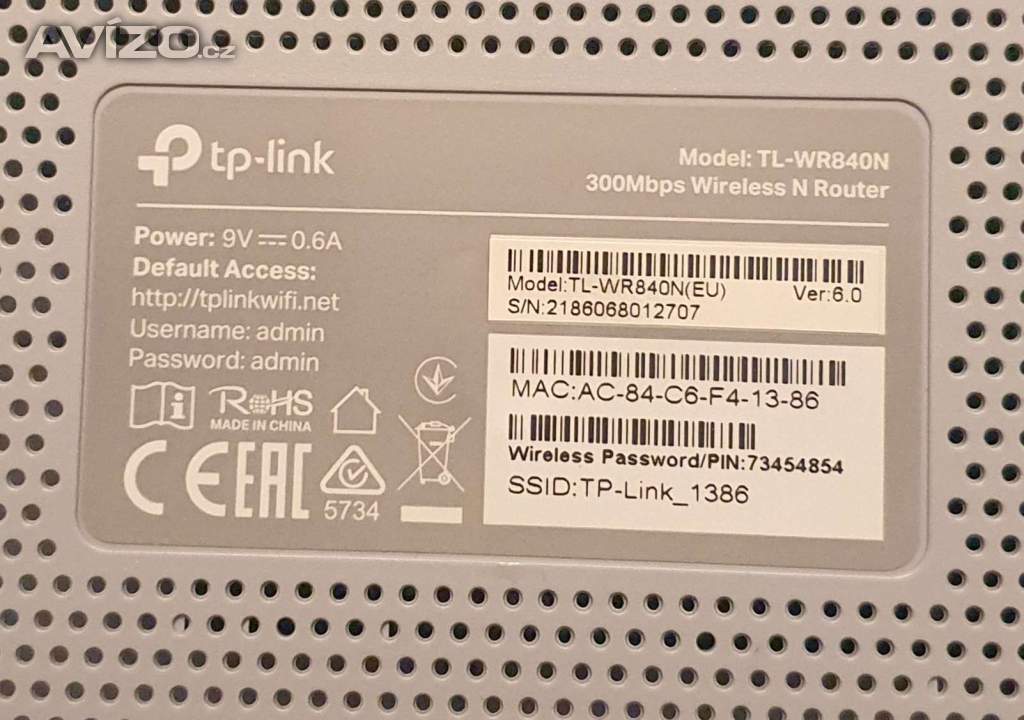 AVÍZO.cz
tp-link
Model: TL-WR840N
300Mbps Wireless N Router
Power: 9V⎓0.6A
Default Access:
http://tplinkwifi.net
Username: admin
Password: admin
RoHS
MADE IN CHINA
CE EAC
5734
Model:TL-WR840N(EU) Ver:6.0
S/N:2186068012707
MAC:AC-84-C6-F4-13-86
Wireless Password/PIN:73454854
SSID:TP-Link_1386